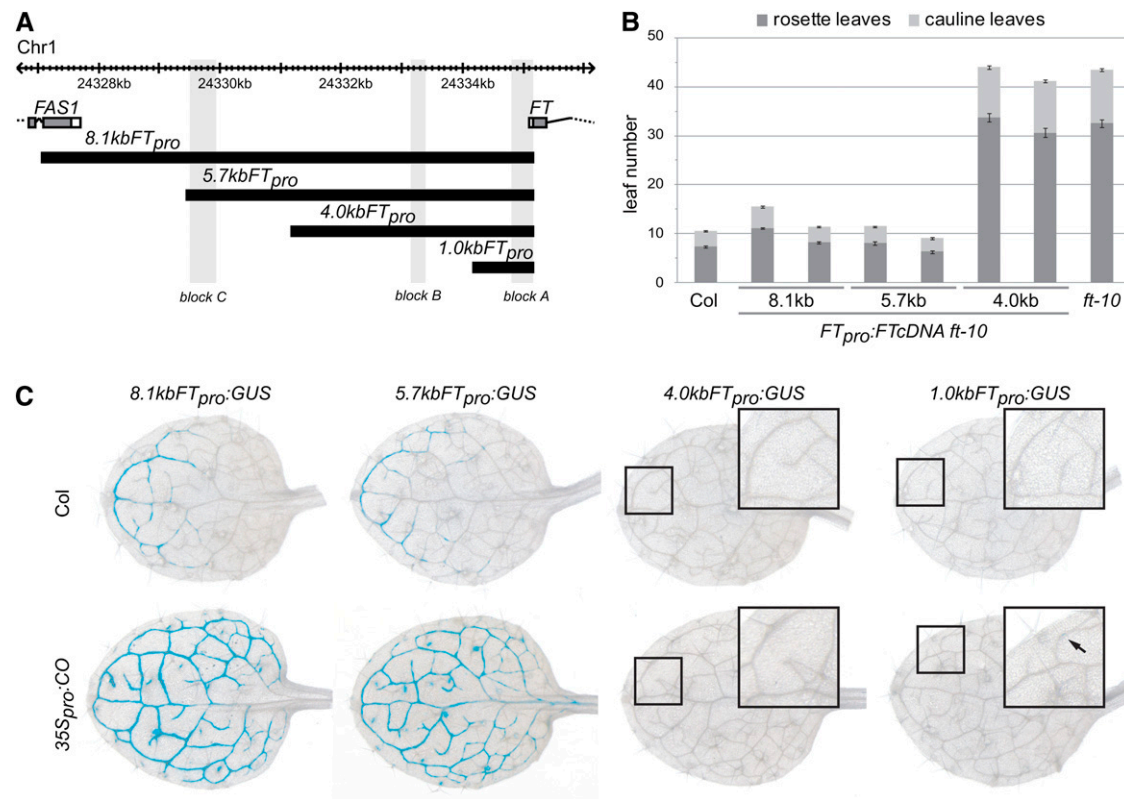 A
Chr1
24328kb 24330kb 24332kb 24334kb
FAS1 FT
8.1kbFTpro
5.7kbFTpro
4.0kbFTpro
1.0kbFTpro
block C block B block A
B
rosette leaves cauline leaves
leaf number
50
40
30
20
10
0
Col 8.1kb 5.7kb 4.0kb ft-10
FTpro:FTcDNA ft-10
C
8.1kbFTpro:GUS 5.7kbFTpro:GUS 4.0kbFTpro:GUS 1.0kbFTpro:GUS
Col
35Spro:CO